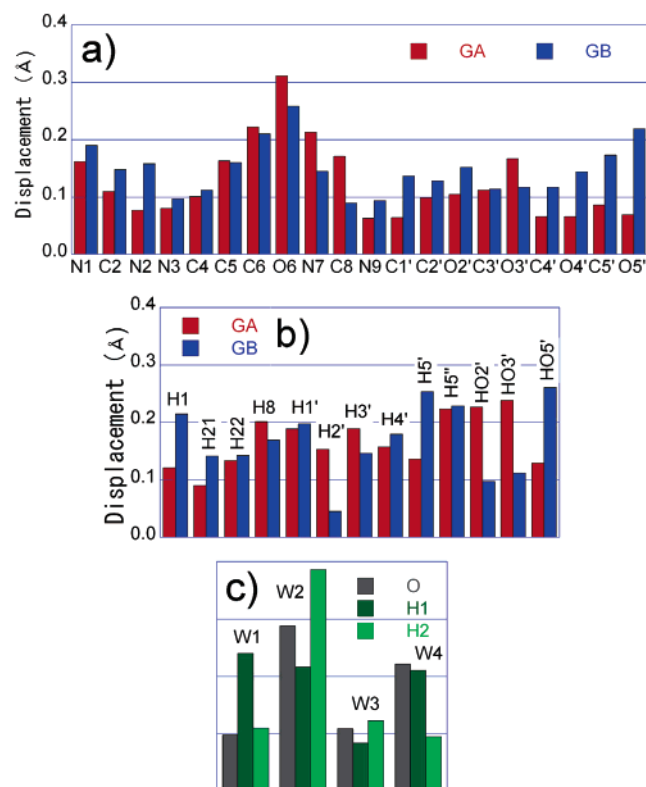 0.4
a)
GA
GB
0.3
0.2
0.1
0.0
Displacement (Å)
N1 C2 N2 N3 C4 C5 C6 O6 N7 C8 N9 C1' C2' O2' C3' O3' C4' O4' C5' O5'
0.4
GA
GB
b)
0.3
0.2
0.1
0.0
Displacement (Å)
H1 H21 H22 H8 H1' H2' H3' H4' H5' H5" HO2' HO3' HO5'
c)
O
H1
H2
W1 W2 W3 W4